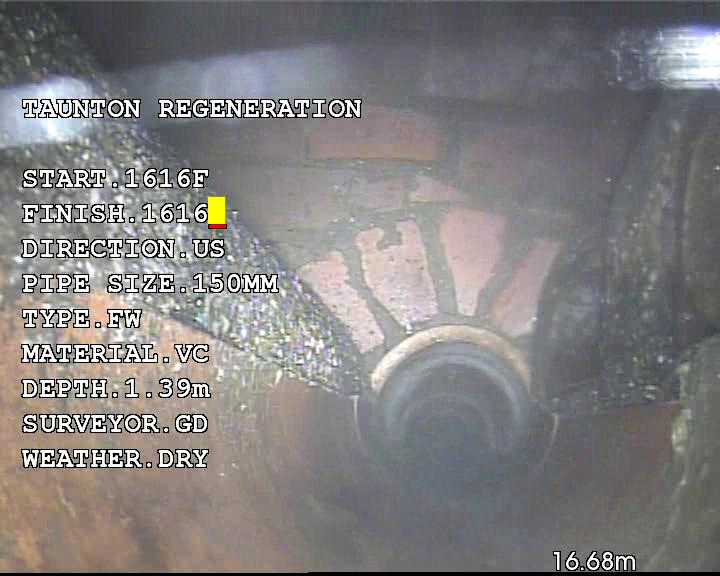 TAUNTON REGENERATION
START.1616F
FINISH.1616
DIRECTION.US
PIPE SIZE.150MM
TYPE.FW
MATERIAL.VC
DEPTH.1.39m
SURVEYOR.GD
WEATHER.DRY
16.68m